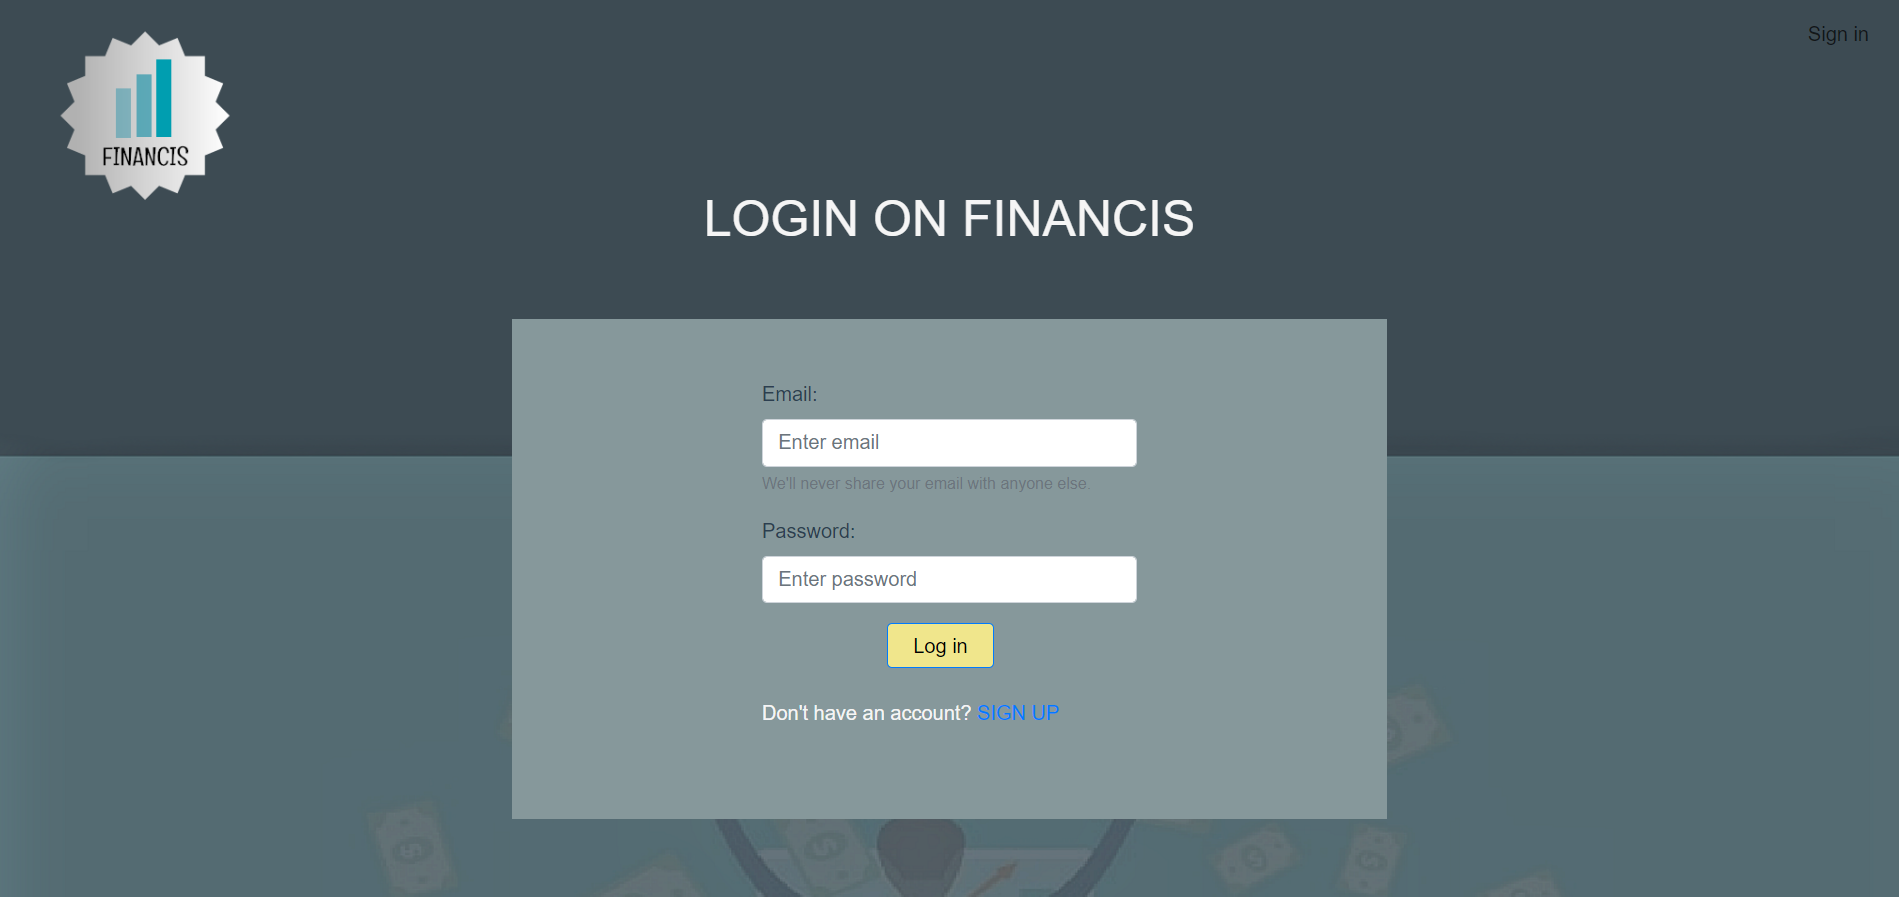 Sign in
FINANCIS
LOGIN ON FINANCIS
Email:
Enter email
We'll never share your email with anyone else.
Password:
Enter password
Log in
Don't have an account? SIGN UP